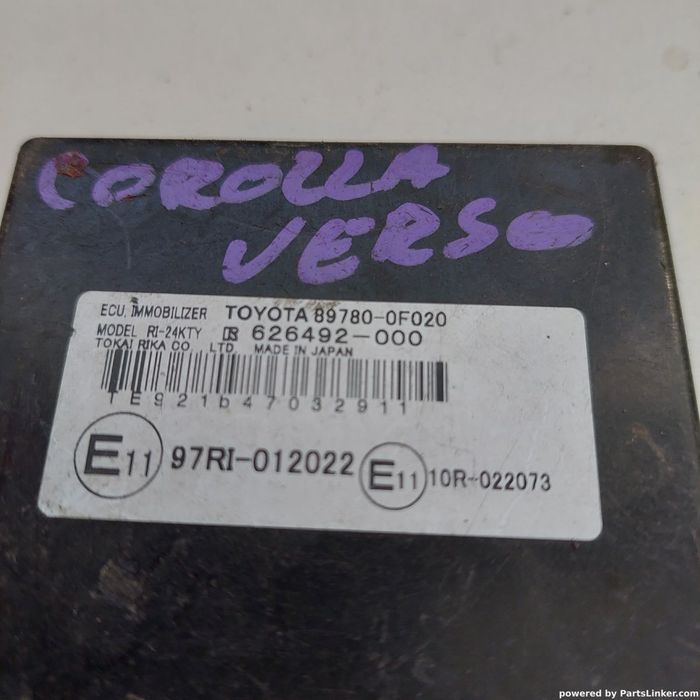 COROLLA
VERSO
ECU, IMMOBILIZER TOYOTA 89780-0F020
MODEL RI-24KTY 626492-000
TOKAI RIKA CO., LTD. MADE IN JAPAN
TE921b47032911
E11 97RI-012022 E11 10R-022073
powered by PartsLinker.com